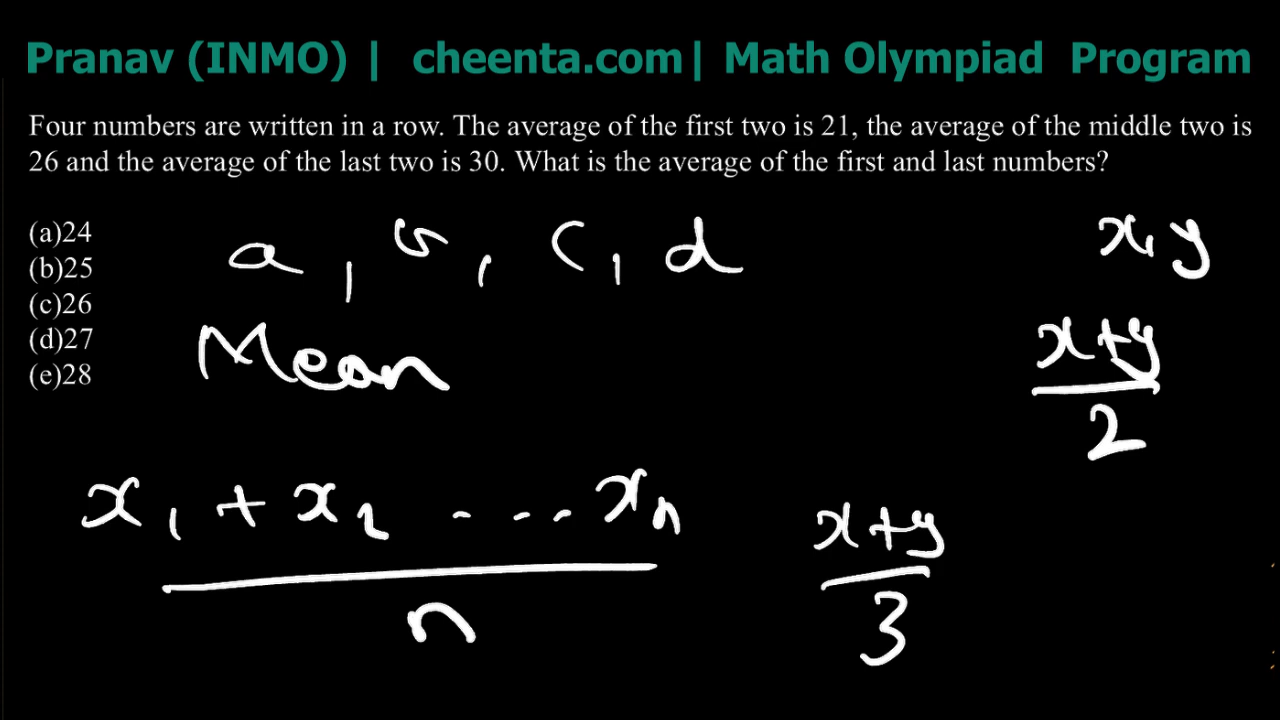 Pranav (INMO) | cheenta.com| Math Olympiad Program
Four numbers are written in a row. The average of the first two is 21, the average of the middle two is
26 and the average of the last two is 30. What is the average of the first and last numbers?
(a)24
(b)25
(c)26
(d)27
(e)28
a, b, c, d
Mean
x, y
x+y
2
x1 + x2 ..... xn
n
x+y
3